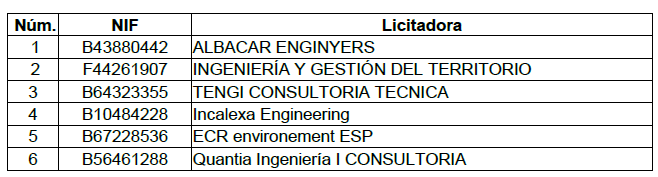 Núm. NIF Licitadora
1 B43880442 ALBACAR ENGINYERS
2 F44261907 INGENIERÍA Y GESTIÓN DEL TERRITORIO
3 B64323355 TENGI CONSULTORIA TECNICA
4 B10484228 Incalexa Engineering
5 B67228536 ECR environement ESP
6 B56461288 Quantia Ingeniería I CONSULTORIA